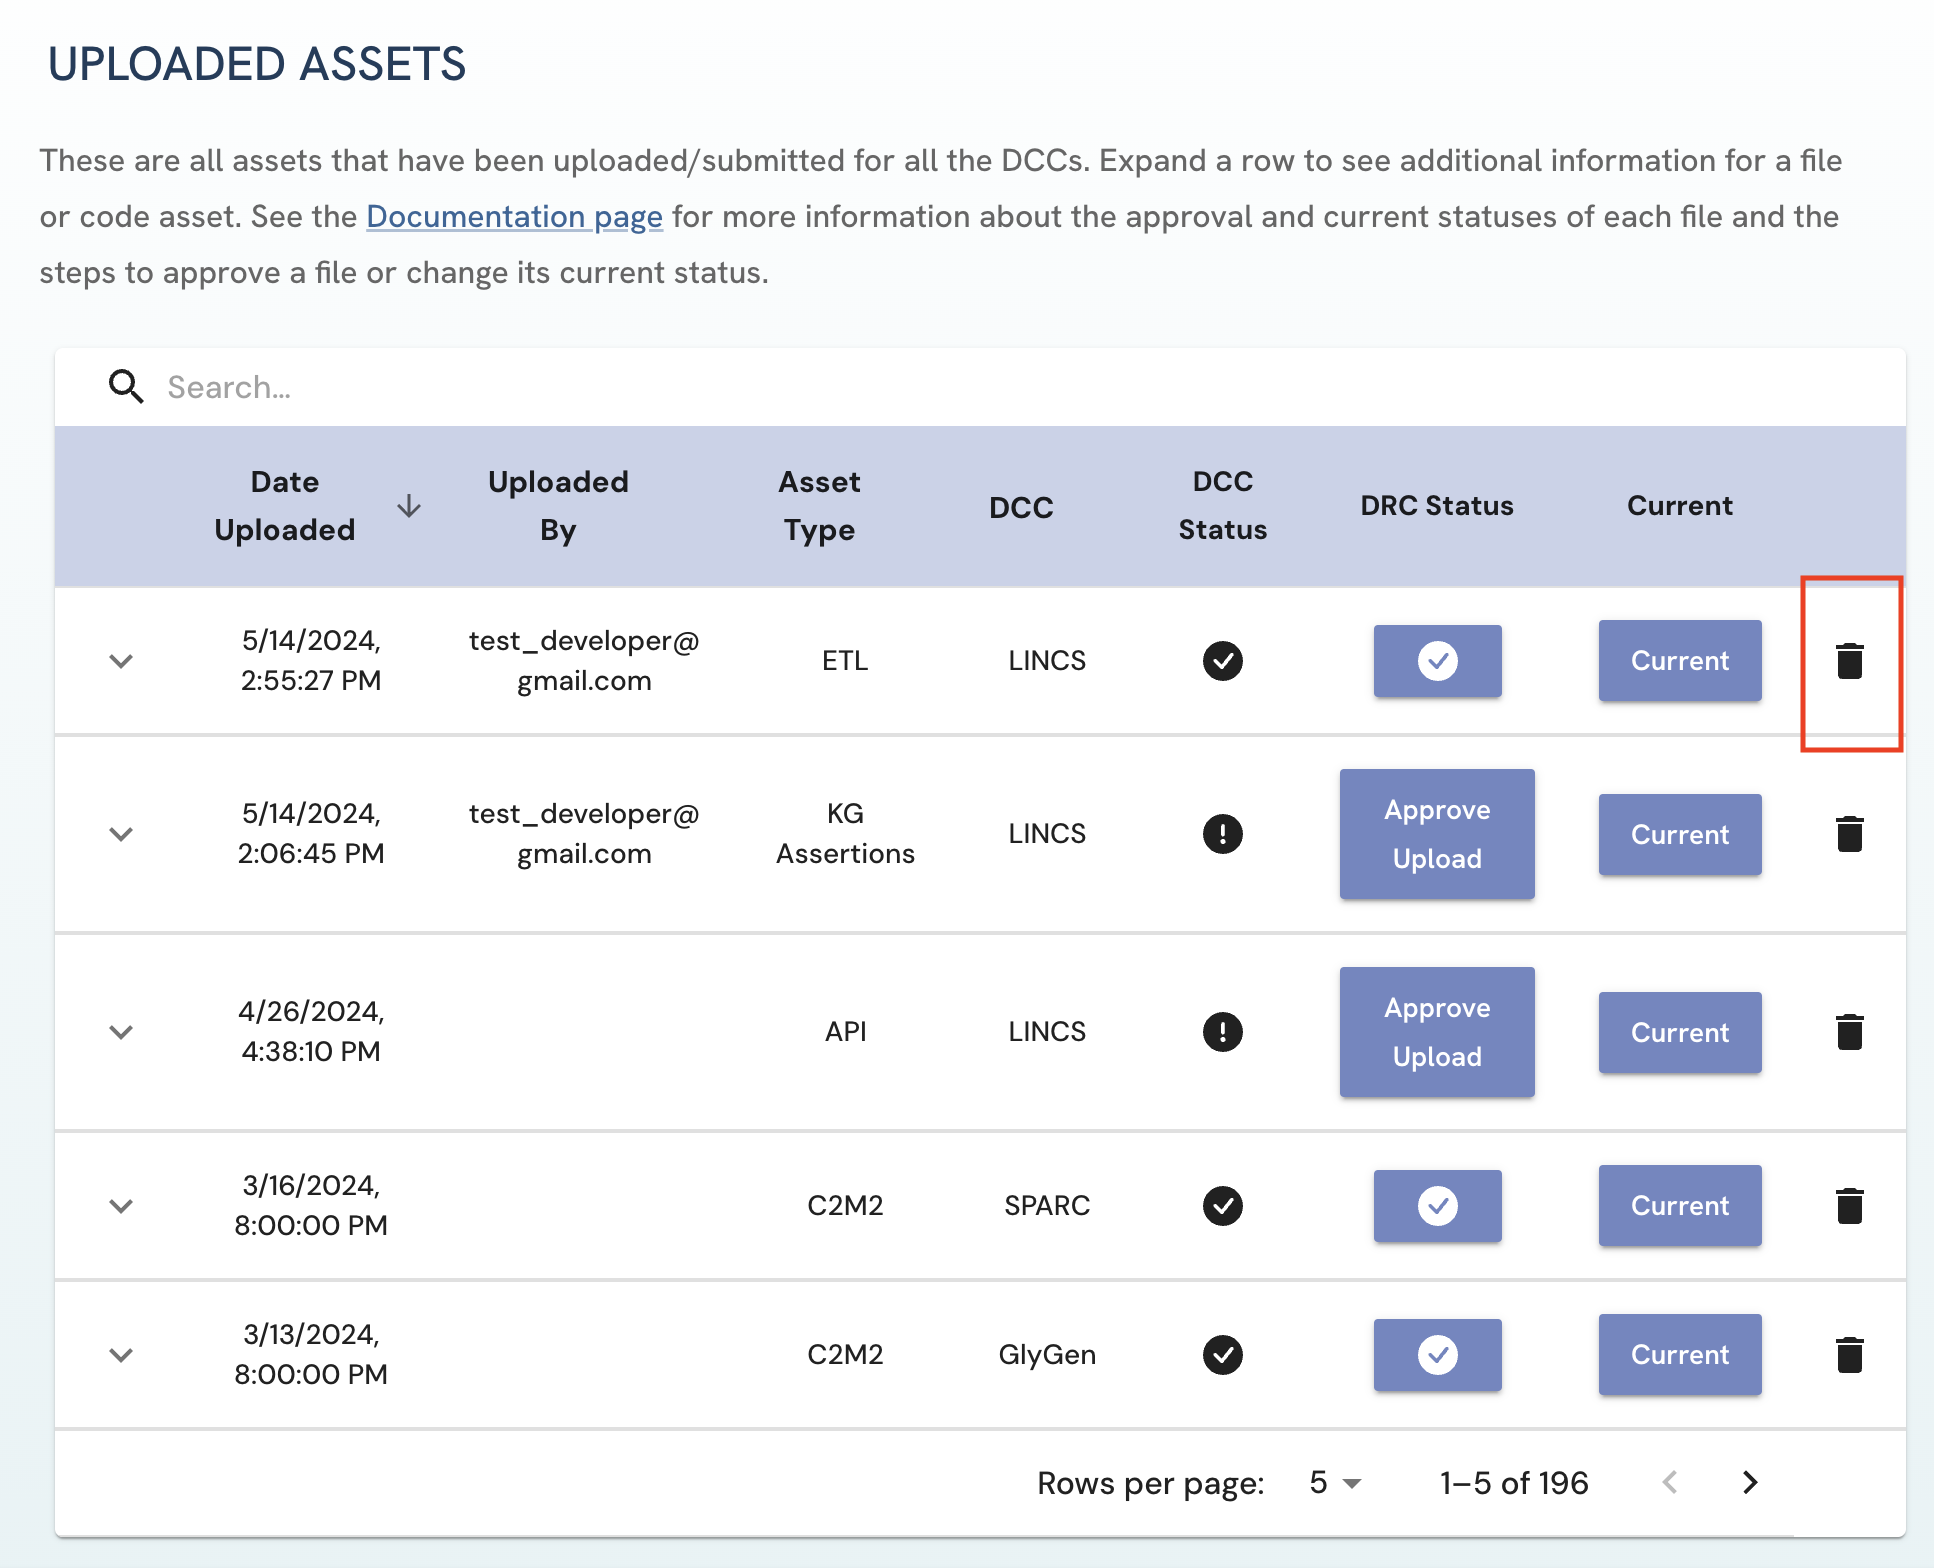 UPLOADED ASSETS
These are all assets that have been uploaded/submitted for all the DCCs. Expand a row to see additional information for a file
or code asset. See the Documentation page for more information about the approval and current statuses of each file and the
steps to approve a file or change its current status.
Search...
Date Uploaded
Uploaded By
Asset Type
DCC
DCC Status
DRC Status
Current
5/14/2024,
2:55:27 PM
test_developer@
gmail.com
ETL
LINCS
Current
5/14/2024,
2:06:45 PM
test_developer@
gmail.com
KG
Assertions
LINCS
Approve
Upload
Current
4/26/2024,
4:38:10 PM
API
LINCS
Approve
Upload
Current
3/16/2024,
8:00:00 PM
C2M2
SPARC
Current
3/13/2024,
8:00:00 PM
C2M2
GlyGen
Current
Rows per page: 5 1–5 of 196